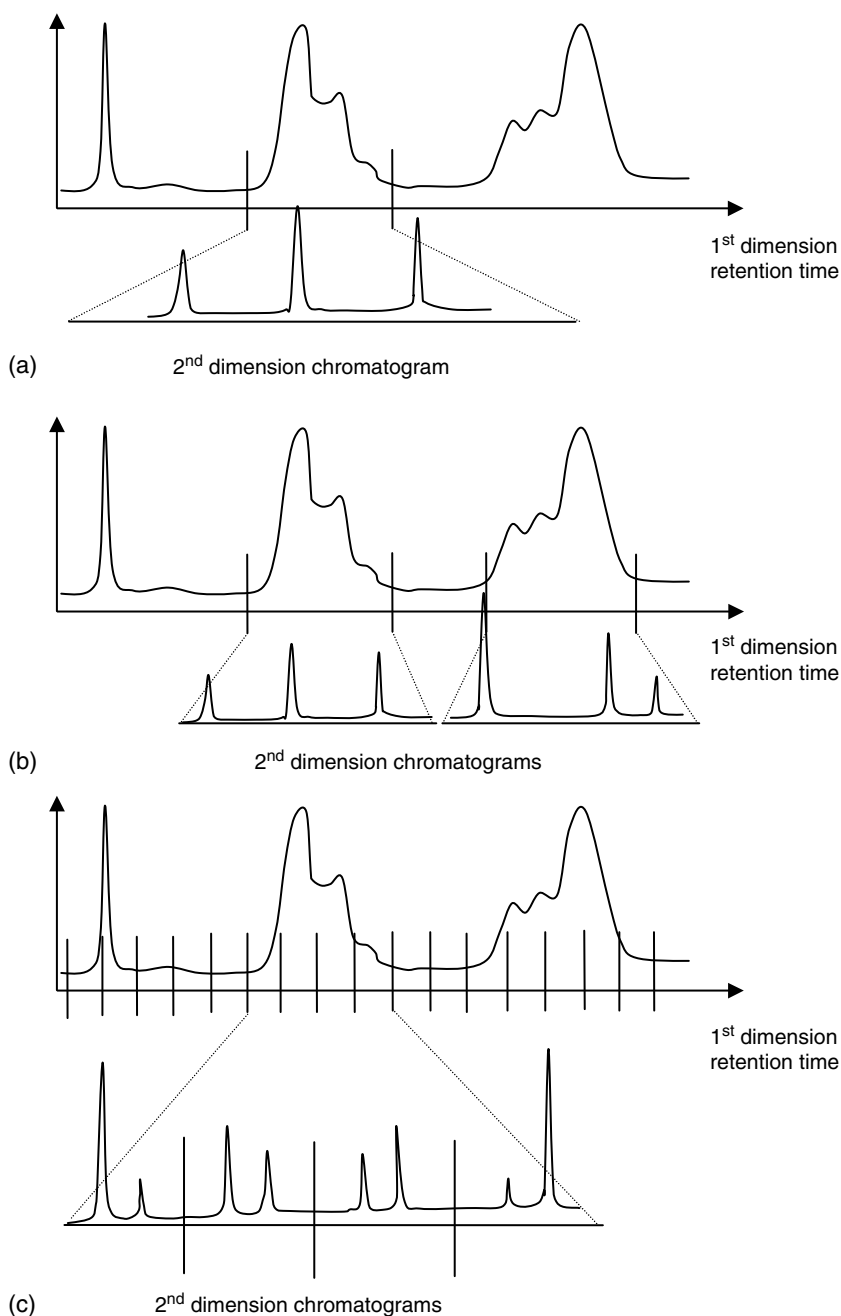 1st dimension
retention time
(a)
2nd dimension chromatogram
1st dimension
retention time
(b)
2nd dimension chromatograms
1st dimension
retention time
(c)
2nd dimension chromatograms